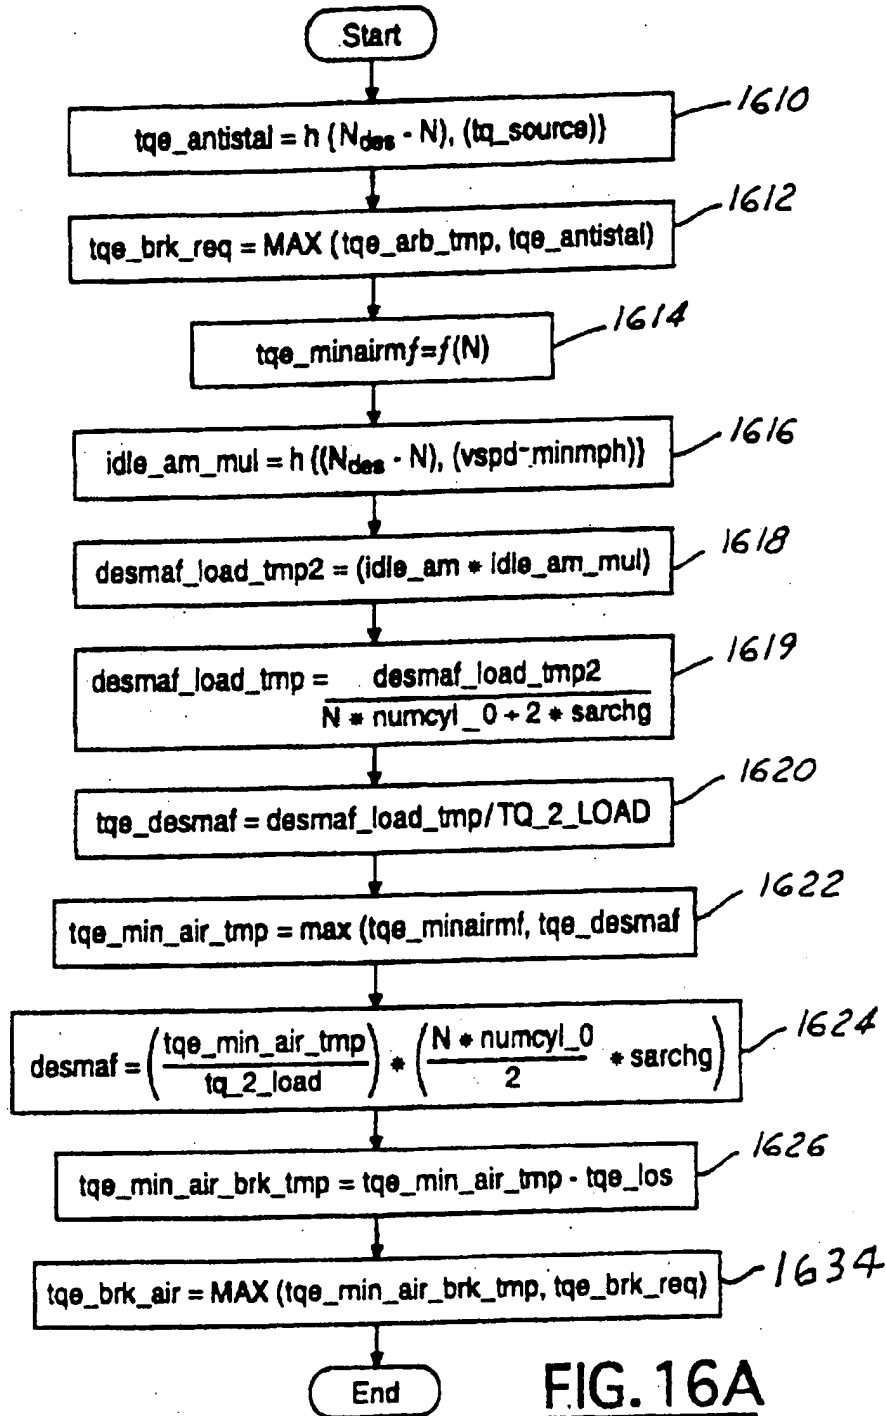 Start
1610
tqe_antistal = h {N_des - N), (tq_source)}
1612
tqe_brk_req = MAX (tqe_arb_tmp, tqe_antistal)
1614
tqe_minairmf=f(N)
1616
idle_am_mul = h {(N_des - N), (vspd-minmph)}
1618
desmaf_load_tmp2 = (idle_am * idle_am_mul)
1619
desmaf_load_tmp = desmaf_load_tmp2
N * numcyl_0 ÷ 2 * sarchg
1620
tqe_desmaf = desmaf_load_tmp/TQ_2_LOAD
1622
tqe_min_air_tmp = max (tqe_minairmf, tqe_desmaf
1624
desmaf = (tqe_min_air_tmp / tq_2_load) * (N * numcyl_0 / 2 * sarchg)
1626
tqe_min_air_brk_tmp = tqe_min_air_tmp - tqe_los
1634
tqe_brk_air = MAX (tqe_min_air_brk_tmp, tqe_brk_req)
End
FIG. 16A